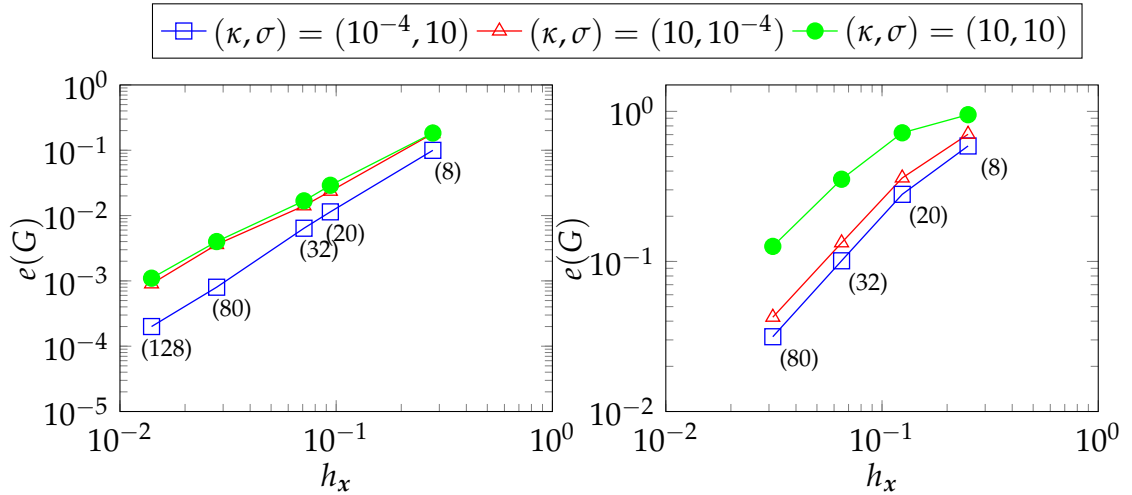 (κ, σ) = (10⁻⁴, 10) (κ, σ) = (10, 10⁻⁴) (κ, σ) = (10, 10)
10⁰
10⁻¹
10⁻²
10⁻³
10⁻⁴
10⁻⁵
e(G)
(8)
(20)
(32)
(80)
(128)
10⁻² 10⁻¹ 10⁰
hₓ
10⁰
10⁻¹
10⁻²
e(G)
(8)
(20)
(32)
(80)
10⁻² 10⁻¹ 10⁰
hₓ